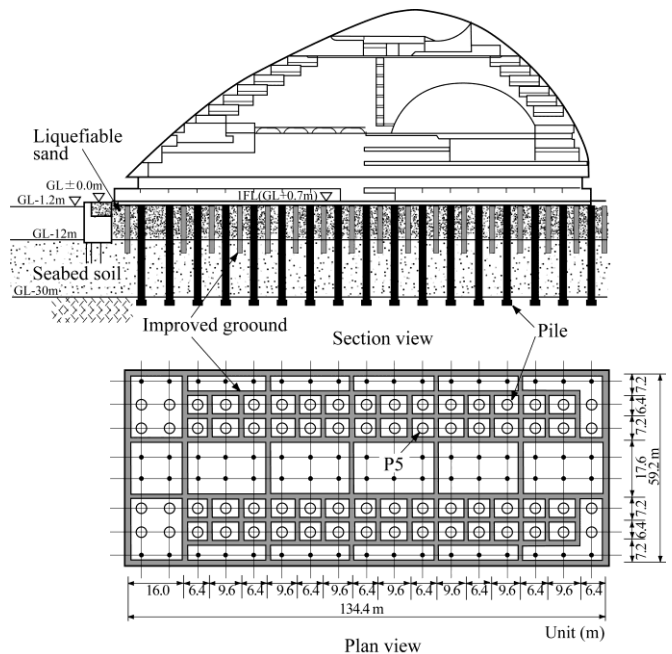 Liquefiable
sand
GL±0.0m
GL-1.2m
1FL(GL+0.7m)
GL-12m
Seabed soil
GL-30m
Improved ground
Section view
Pile
P5
7.2
6.4
7.2
17.6
7.2
6.4
7.2
59.2 m
16.0 6.4 9.6 6.4 9.6 6.4 9.6 6.4 9.6 6.4 9.6 6.4 9.6 6.4 9.6 6.4
134.4 m
Unit (m)
Plan view